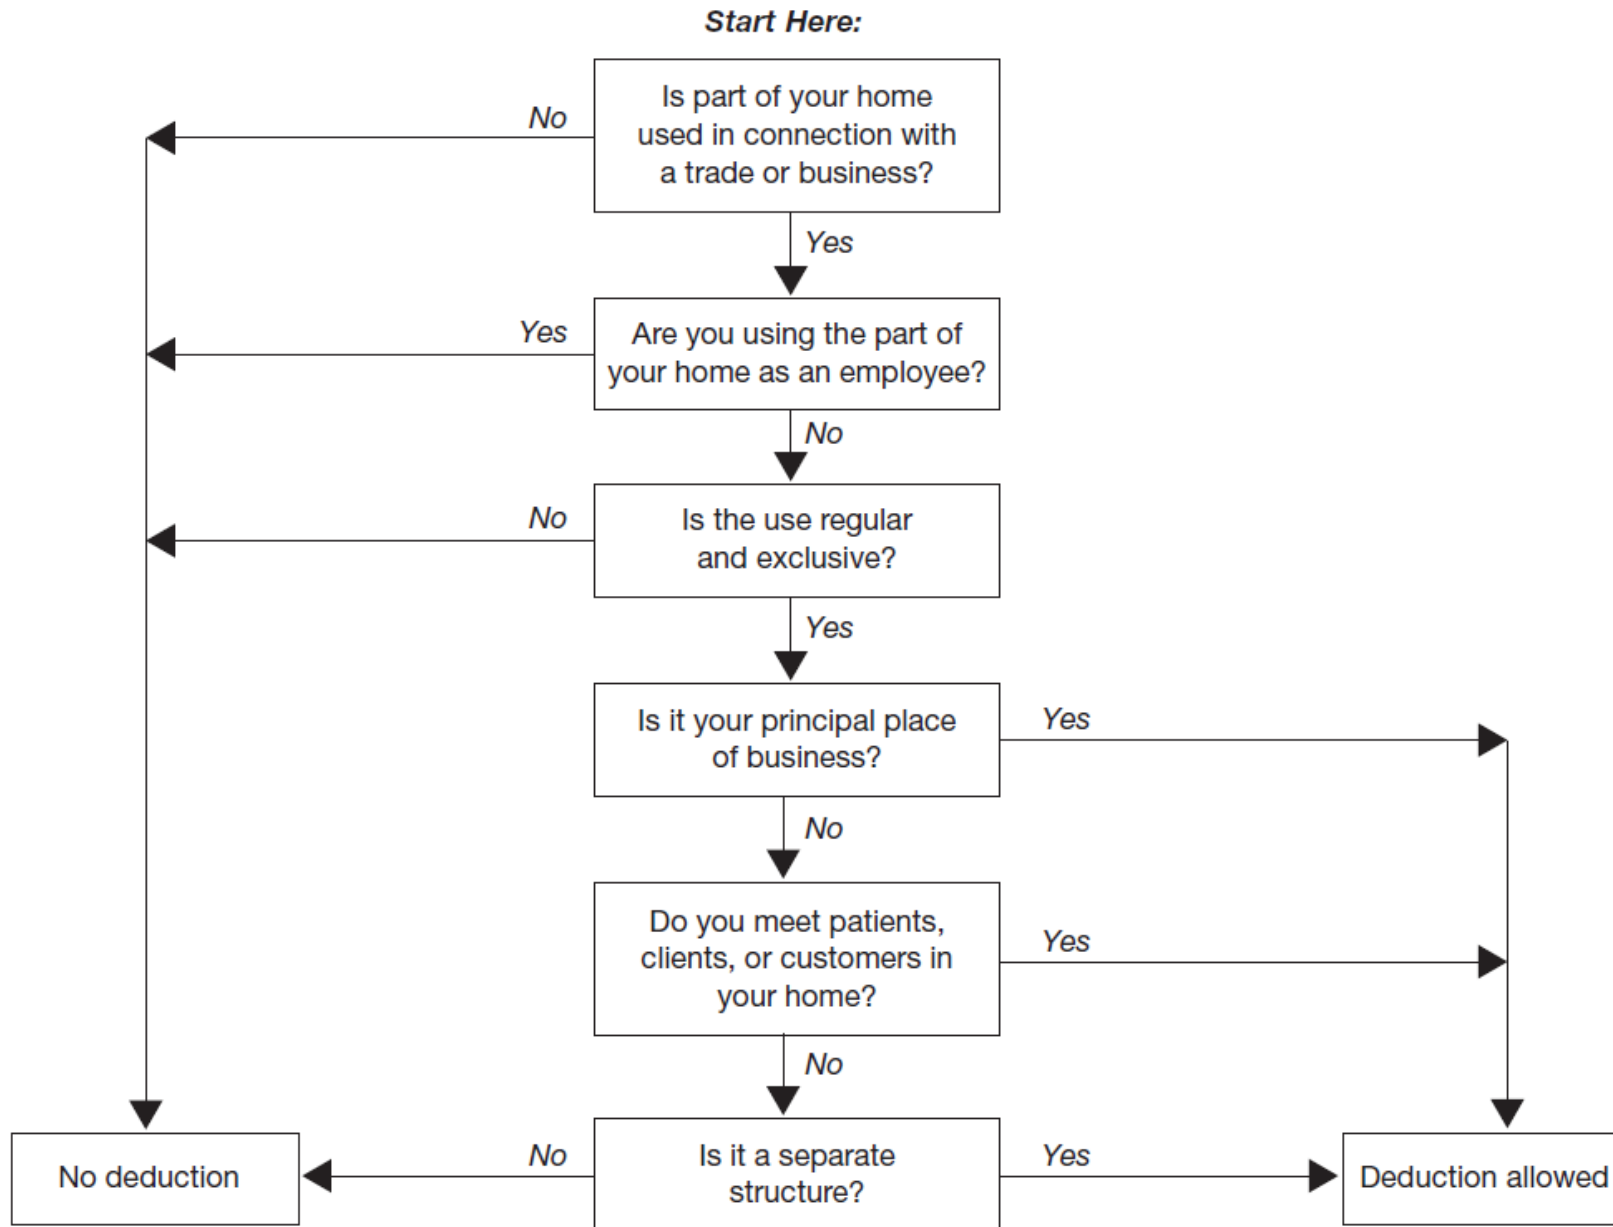 Start Here:
Is part of your home
used in connection with
a trade or business?
No
Yes
Are you using the part of
your home as an employee?
Yes
No
Is the use regular
and exclusive?
No
Yes
Is it your principal place
of business?
Yes
No
Do you meet patients,
clients, or customers in
your home?
Yes
No
Is it a separate
structure?
No
Yes
No deduction
Deduction allowed